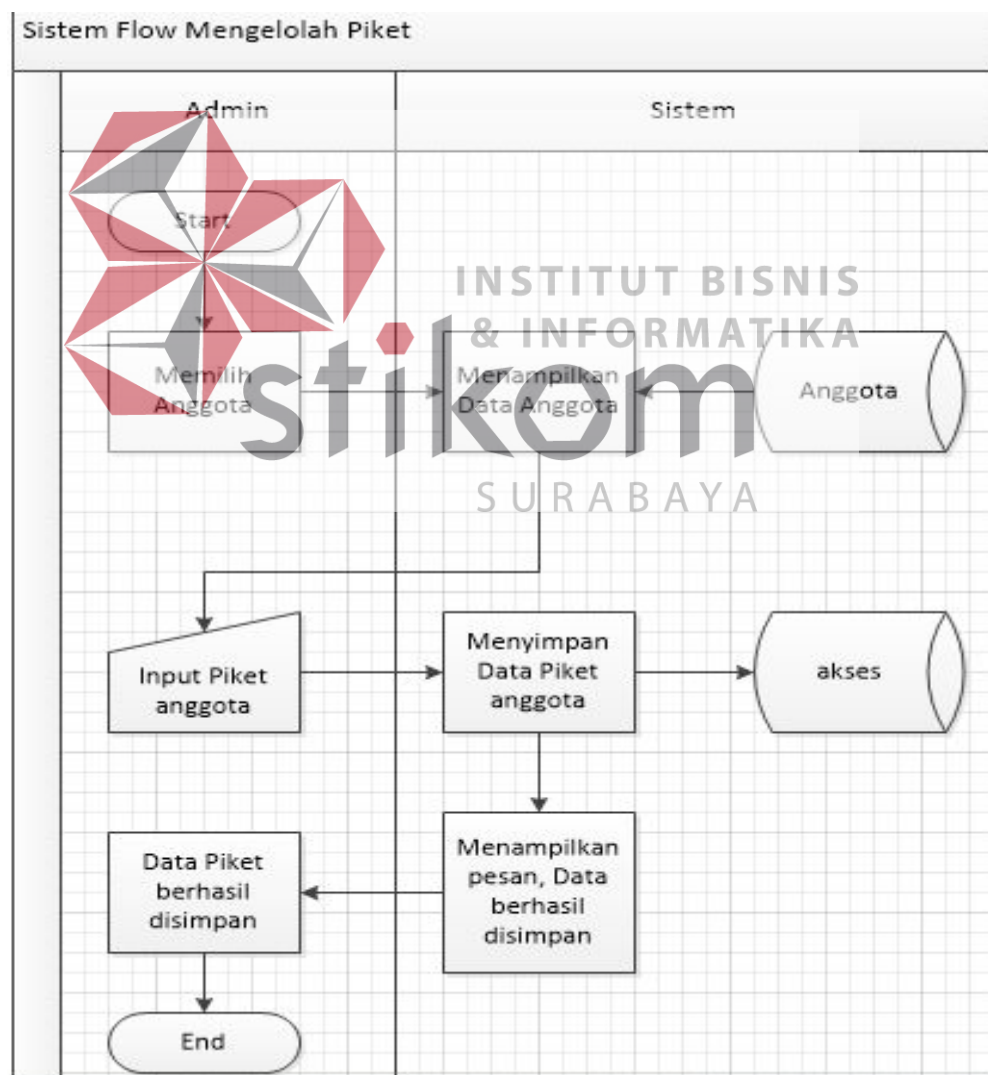 Sistem Flow Mengelolah Piket
Admin
Sistem
Start
INSTITUT BISNIS
& INFORMATIKA
stikom
SURABAYA
Memilih
Anggota
Menampilkan
Data Anggota
Anggota
Input Piket
anggota
Menyimpan
Data Piket
anggota
akses
Data Piket
berhasil
disimpan
Menampilkan
pesan, Data
berhasil
disimpan
End